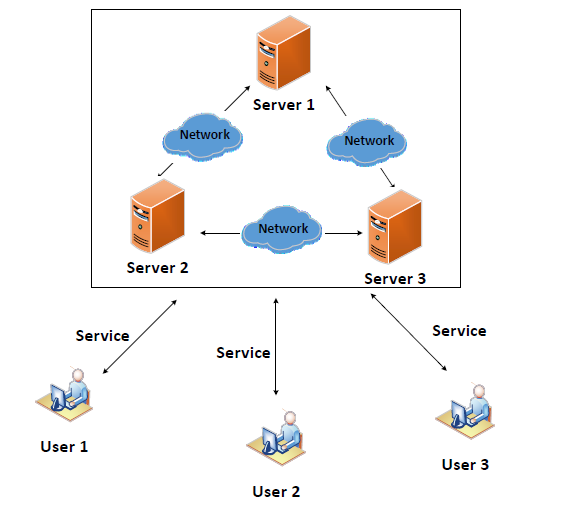 Server 1
Network
Network
Server 2
Network
Server 3
Service
Service
Service
User 1
User 2
User 3